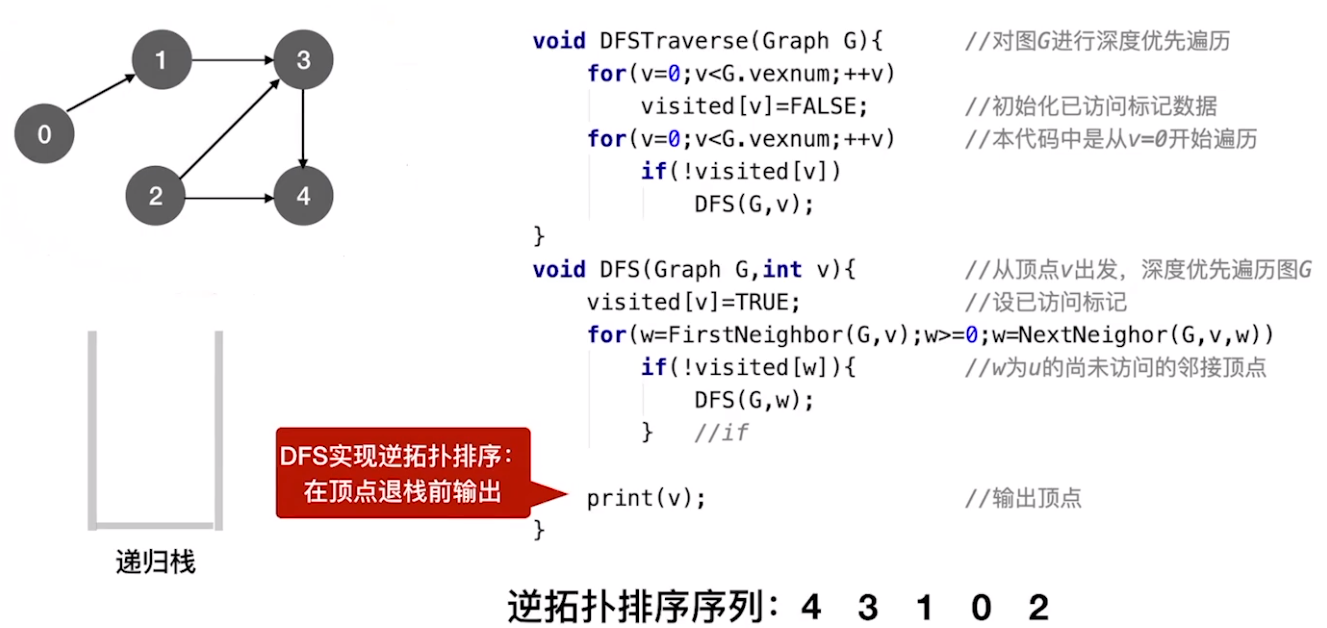 1
3
0
2
4
递归栈
void DFSTraverse(Graph G){ //对图G进行深度优先遍历
for(v=0;v<G.vexnum;++v)
visited[v]=FALSE; //初始化已访问标记数据
for(v=0;v<G.vexnum;++v) //本代码中是从v=0开始遍历
if(!visited[v])
DFS(G,v);
}
void DFS(Graph G,int v){ //从顶点v出发，深度优先遍历图G
visited[v]=TRUE; //设已访问标记
for(w=FirstNeighbor(G,v);w>=0;w=NextNeighor(G,v,w))
if(!visited[w]){ //w为u的尚未访问的邻接顶点
DFS(G,w);
} //if
DFS实现逆拓扑排序：
在顶点退栈前输出
print(v); //输出顶点
}
逆拓扑排序序列：4 3 1 0 2